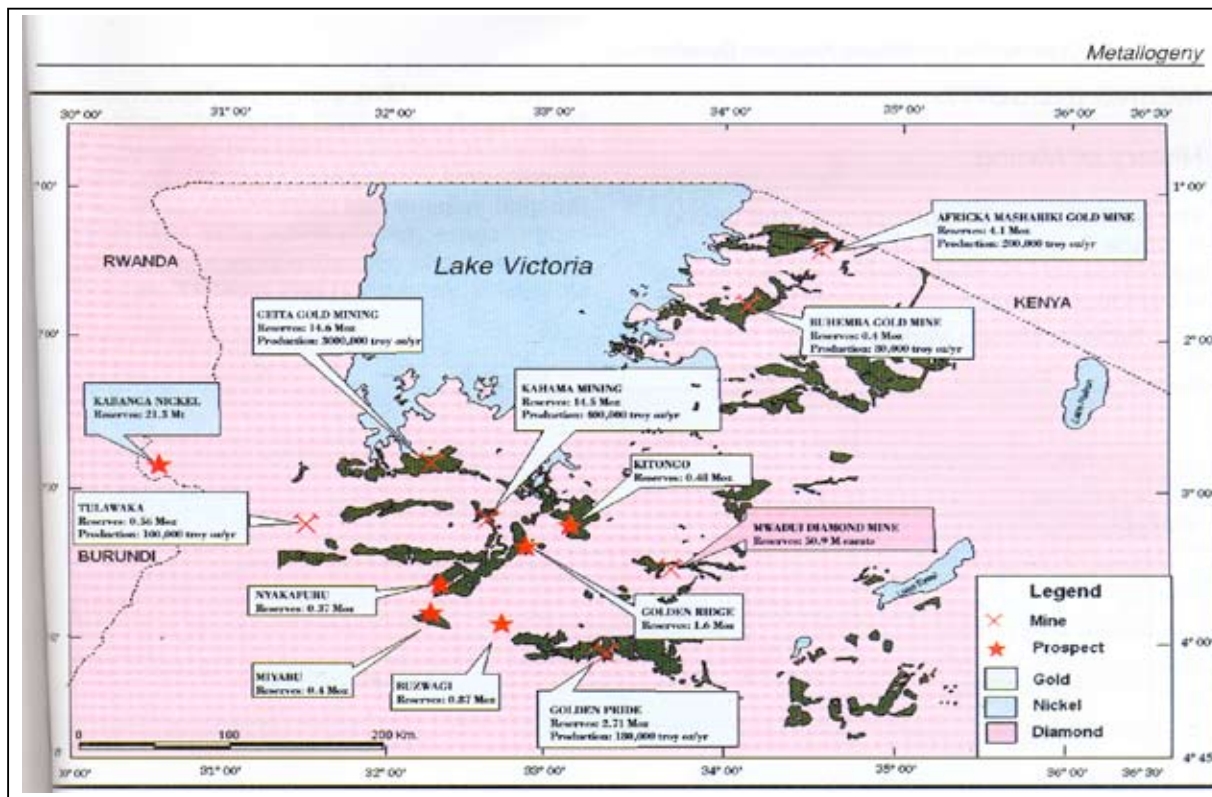 Metallogeny
30° 00' 31° 00' 32° 00' 33° 00' 34° 00' 35° 00' 36° 00' 36° 30'
00' 1° 00'
RWANDA
Lake Victoria
AFRICKA MASHARIKI GOLD MINE
Reserves: 4.1 Moz
Production: 200,000 troy oz/yr
KENYA
GEITA GOLD MINING
Reserves: 14.6 Moz
Production: 3000,000 troy oz/yr
BUHEMBA GOLD MINE
Reserves: 0.4 Moz
Production: 80,000 troy oz/yr
00' 2° 00'
KABANGA NICKEL
Reserves: 21.3 Mt
KAHAMA MINING
Reserves: 14.5 Moz
Production: 400,000 troy oz/yr
KITONGO
Reserves: 0.48 Moz
00' 3° 00'
TULAWAKA
Reserves: 0.56 Moz
Production: 100,000 troy oz/yr
BURUNDI
MWADUI DIAMOND MINE
Reserves: 50.9 M carats
NYAKAFURU
Reserves: 0.37 Moz
GOLDEN RIDGE
Reserves: 1.6 Moz
0' 4° 00'
MIYABU
Reserves: 0.4 Moz
BUZWAGI
Reserves: 0.87 Moz
GOLDEN PRIDE
Reserves: 2.71 Moz
Production: 180,000 troy oz/yr
Legend
Mine
Prospect
Gold
Nickel
Diamond
0 100 200 Km.
4° 45'
0° 00' 31° 00' 32° 00' 33° 00' 34° 00' 35° 00' 36° 00' 36° 30'